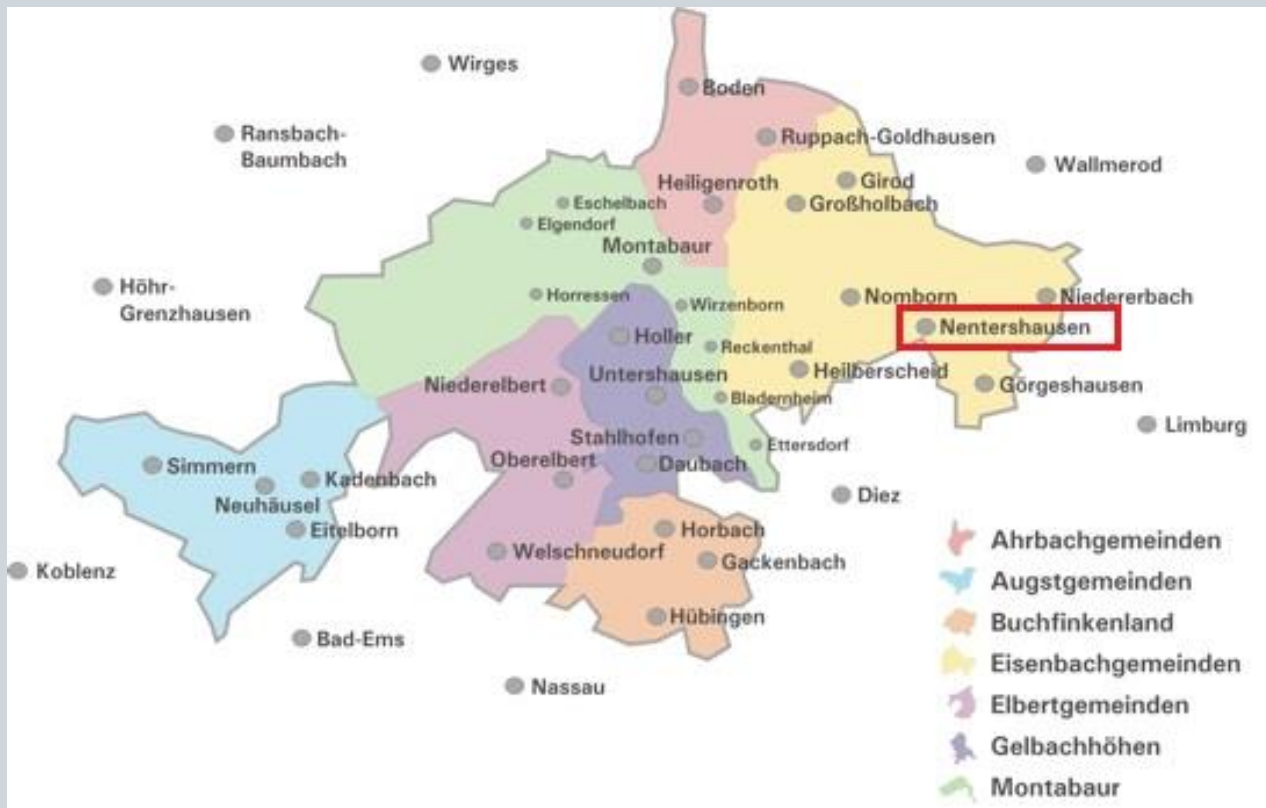 Wirges
Boden
Ransbach-
Baumbach
Ruppach-Goldhausen
Wallmerod
Girod
Heiligenroth
Großholbach
Eschelbach
Elgendorf
Montabaur
Höhr-
Grenzhausen
Horressen
Wirzenborn
Nomborn
Niedererbach
Nentershausen
Holler
Reckenthal
Heilberscheid
Untershausen
Niederelbert
Görgeshausen
Bladernheim
Limburg
Stahlhofen
Ettersdorf
Oberelbert
Daubach
Simmern
Kadenbach
Neuhäusel
Diez
Eitelborn
Horbach
Welschneudorf
Gackenbach
Koblenz
Hübingen
Bad-Ems
Nassau
Ahrbachgemeinden
Augstgemeinden
Buchfinkenland
Eisenbachgemeinden
Elbertgemeinden
Gelbachhöhen
Montabaur